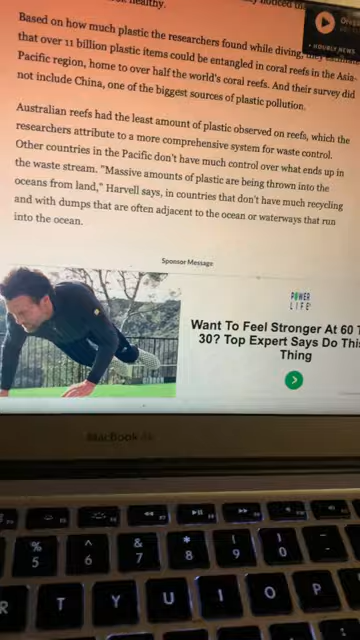 healthy.
noticed
Based on how much plastic the researchers found while diving, they
that over 11 billion plastic items could be entangled in coral reefs in the Asia-
Pacific region, home to over half the world's coral reefs. And their survey did
not include China, one of the biggest sources of plastic pollution.
HOURLY NEWS
Australian reefs had the least amount of plastic observed on reefs, which the
researchers attribute to a more comprehensive system for waste control.
Other countries in the Pacific don't have much control over what ends up in
the waste stream. "Massive amounts of plastic are being thrown into the
oceans from land," Harvell says, in countries that don't have much recycling
and with dumps that are often adjacent to the ocean or waterways that run
into the ocean.
Sponsor Message
POWER
LIFE
Want To Feel Stronger At 60 T
30? Top Expert Says Do This
Thing
MacBook Air
% ^ & * ( )
5 6 7 8 9 0
R T Y U I O P